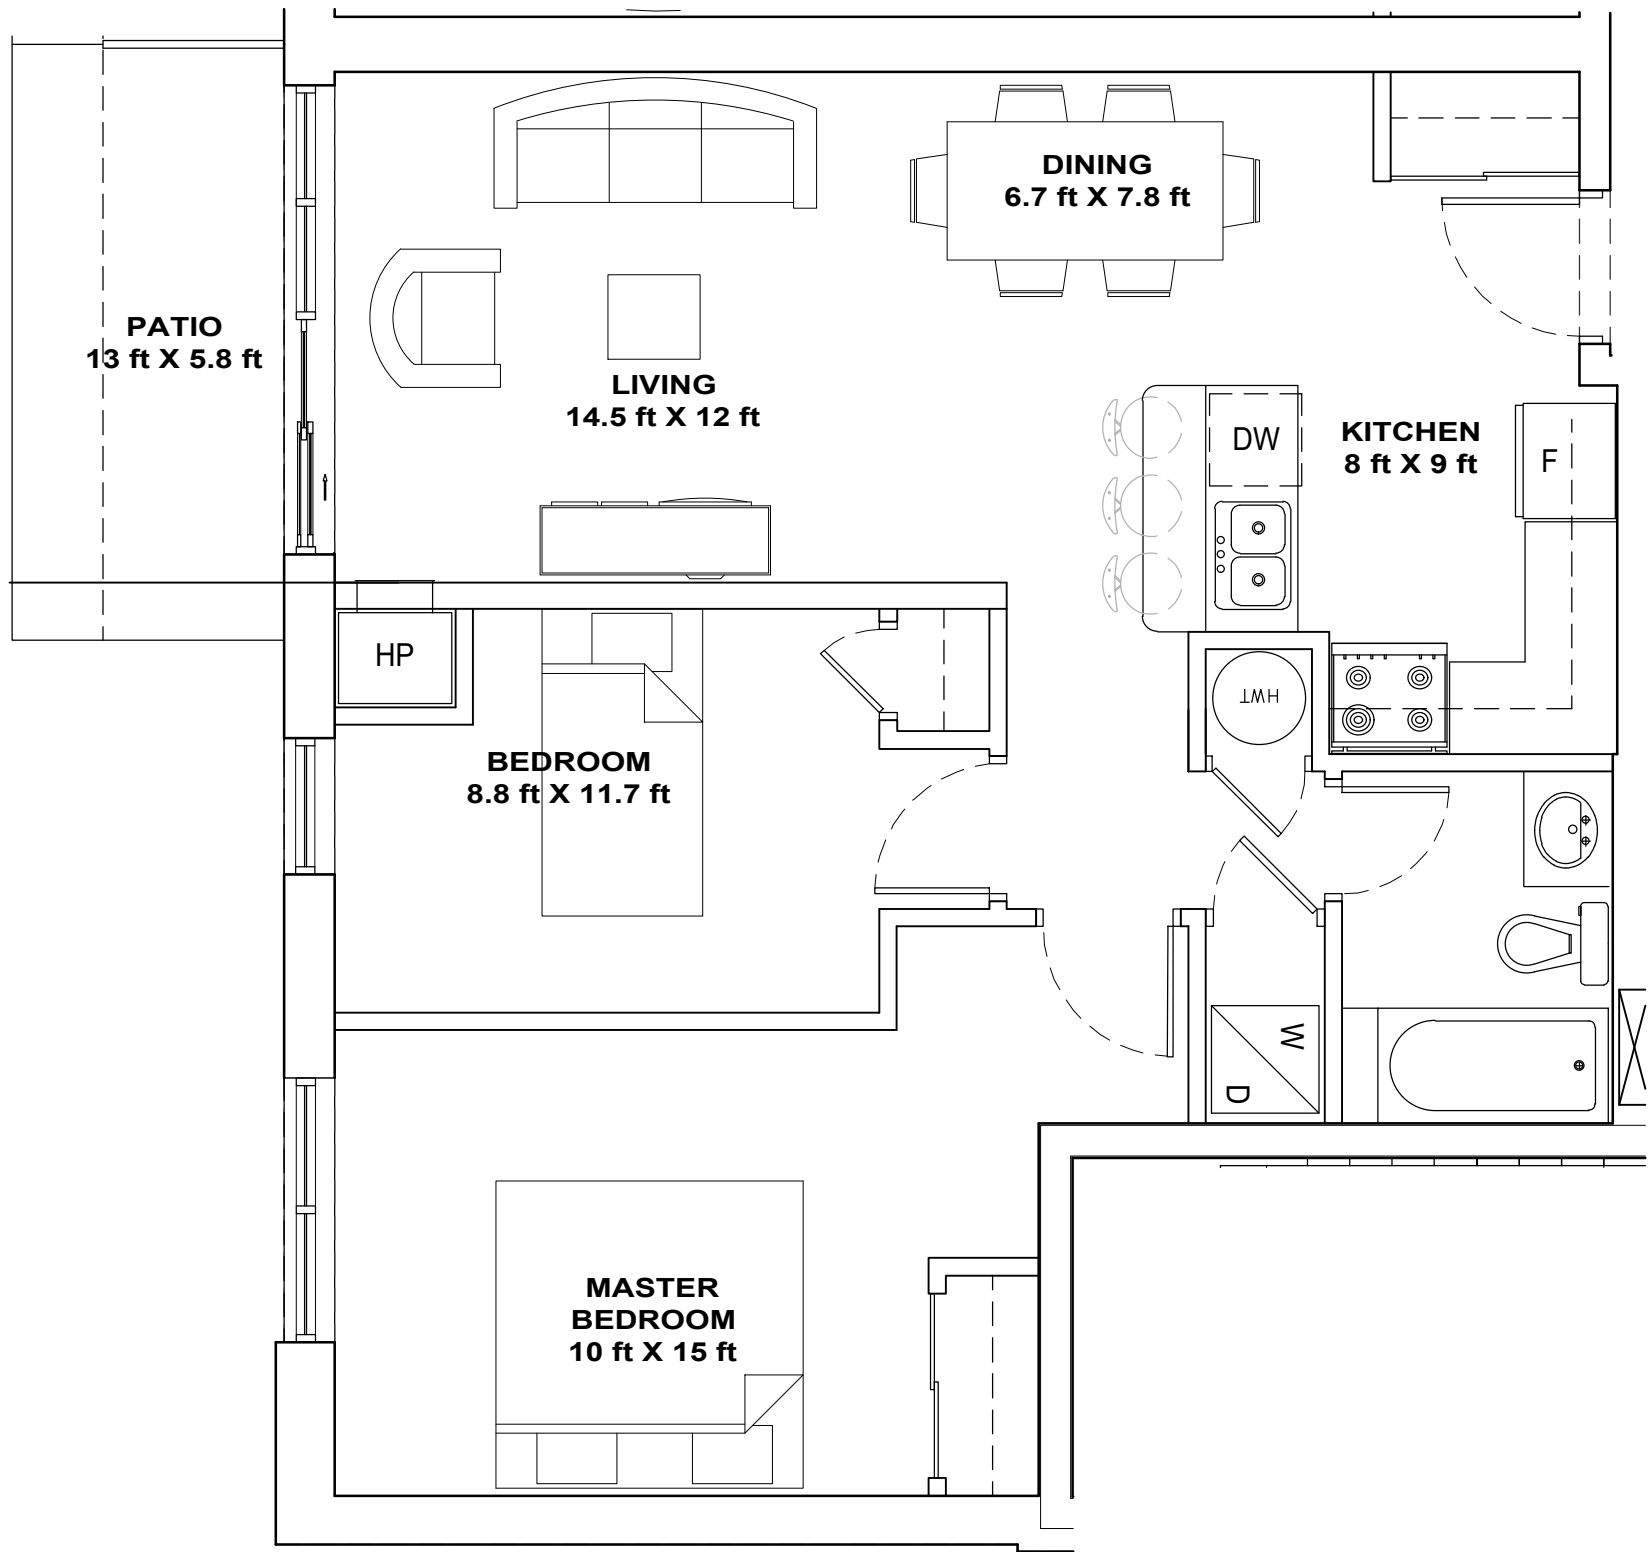 DINING
6.7 ft X 7.8 ft
PATIO
13 ft X 5.8 ft
LIVING
14.5 ft X 12 ft
DW
KITCHEN
8 ft X 9 ft
F
HP
HWT
BEDROOM
8.8 ft X 11.7 ft
W
D
MASTER
BEDROOM
10 ft X 15 ft